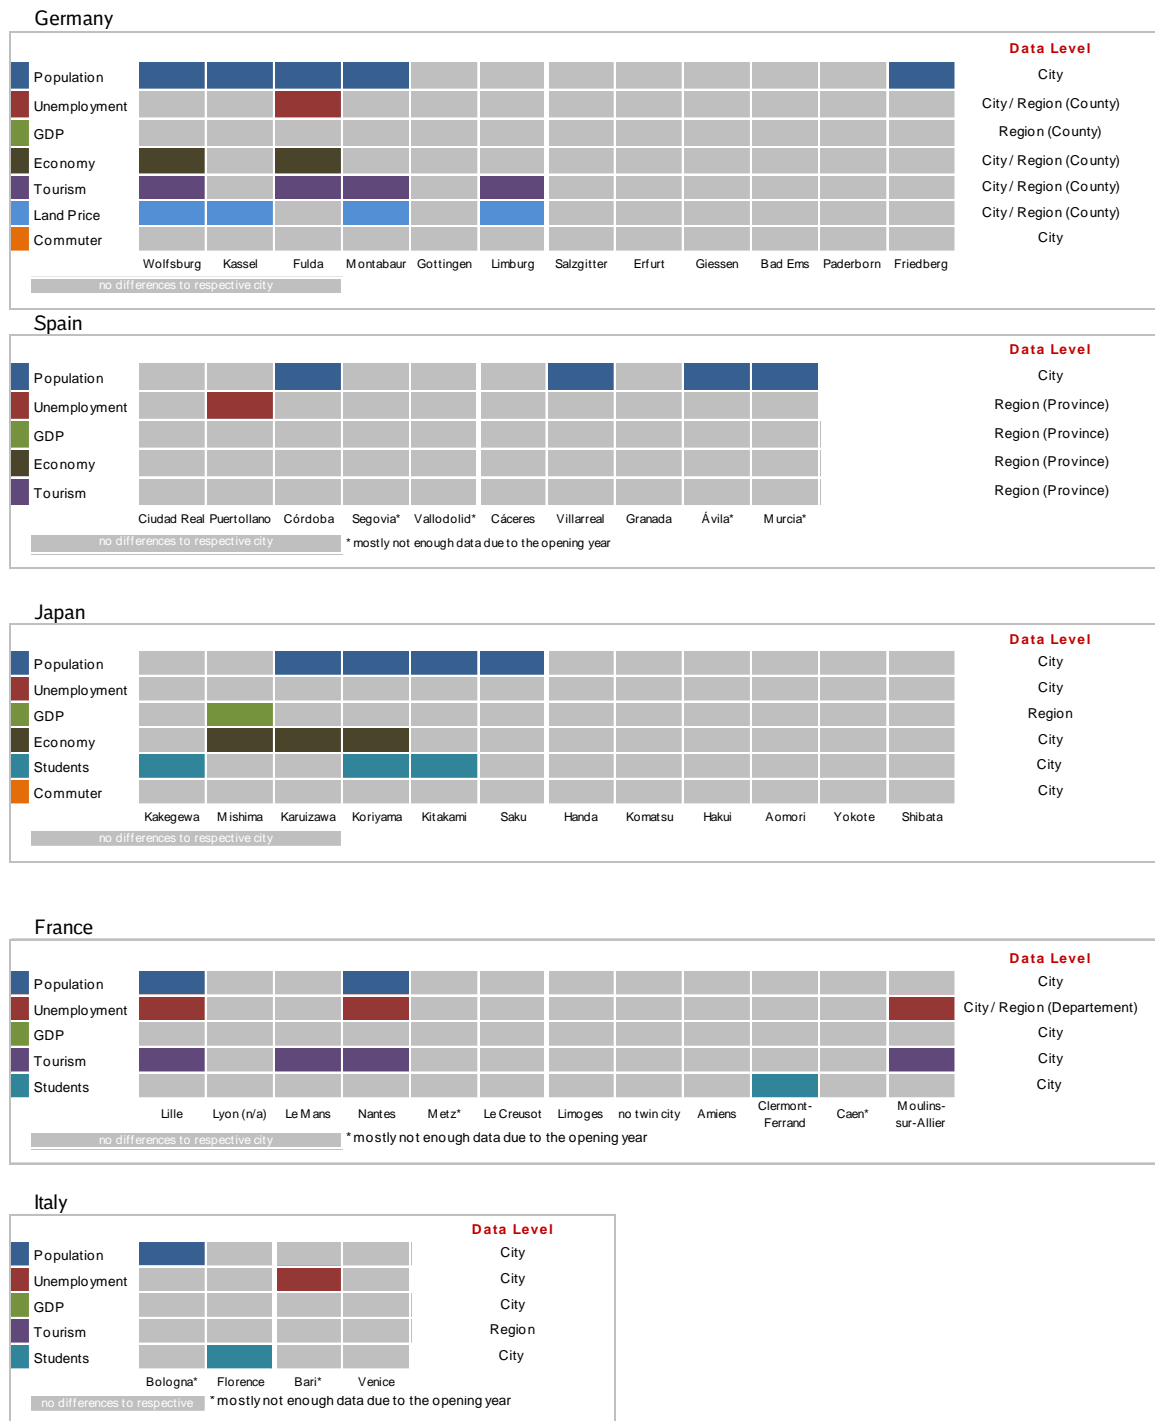 Germany
Data Level
Population City
Unemployment City / Region (County)
GDP Region (County)
Economy City / Region (County)
Tourism City / Region (County)
Land Price City / Region (County)
Commuter City
Wolfsburg Kassel Fulda Montabaur Gottingen Limburg Salzgitter Erfurt Giessen Bad Ems Paderborn Friedberg
no differences to respective city
Spain
Data Level
Population City
Unemployment Region (Province)
GDP Region (Province)
Economy Region (Province)
Tourism Region (Province)
Ciudad Real Puertollano Córdoba Segovia* Vallodolid* Cáceres Villarreal Granada Ávila* Murcia*
no differences to respective city * mostly not enough data due to the opening year
Japan
Data Level
Population City
Unemployment City
GDP Region
Economy City
Students City
Commuter City
Kakegewa Mishima Karuizawa Koriyama Kitakami Saku Handa Komatsu Hakui Aomori Yokote Shibata
no differences to respective city
France
Data Level
Population City
Unemployment City / Region (Departement)
GDP City
Tourism City
Students City
Lille Lyon (n/a) Le Mans Nantes Metz* Le Creusot Limoges no twin city Amiens Clermont-Ferrand Caen* Moulins-sur-Allier
no differences to respective city * mostly not enough data due to the opening year
Italy
Data Level
Population City
Unemployment City
GDP City
Tourism Region
Students City
Bologna* Florence Bari* Venice
no differences to respective * mostly not enough data due to the opening year